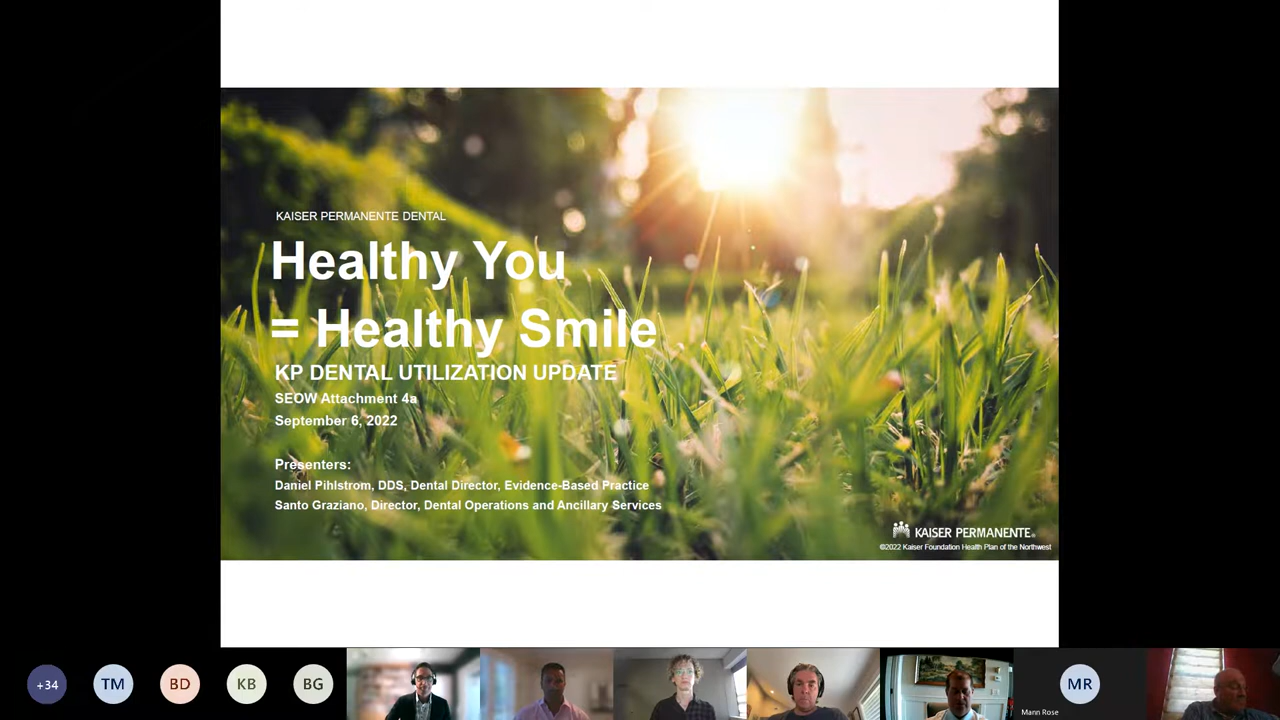 KAISER PERMANENTE DENTAL
Healthy You
= Healthy Smile
KP DENTAL UTILIZATION UPDATE
SEOW Attachment 4a
September 6, 2022
Presenters:
Daniel Pihlstrom, DDS, Dental Director, Evidence-Based Practice
Santo Graziano, Director, Dental Operations and Ancillary Services
KAISER PERMANENTE®
©2022 Kaiser Foundation Health Plan of the Northwest
+34 TM BD KB BG MR
Mann Rose